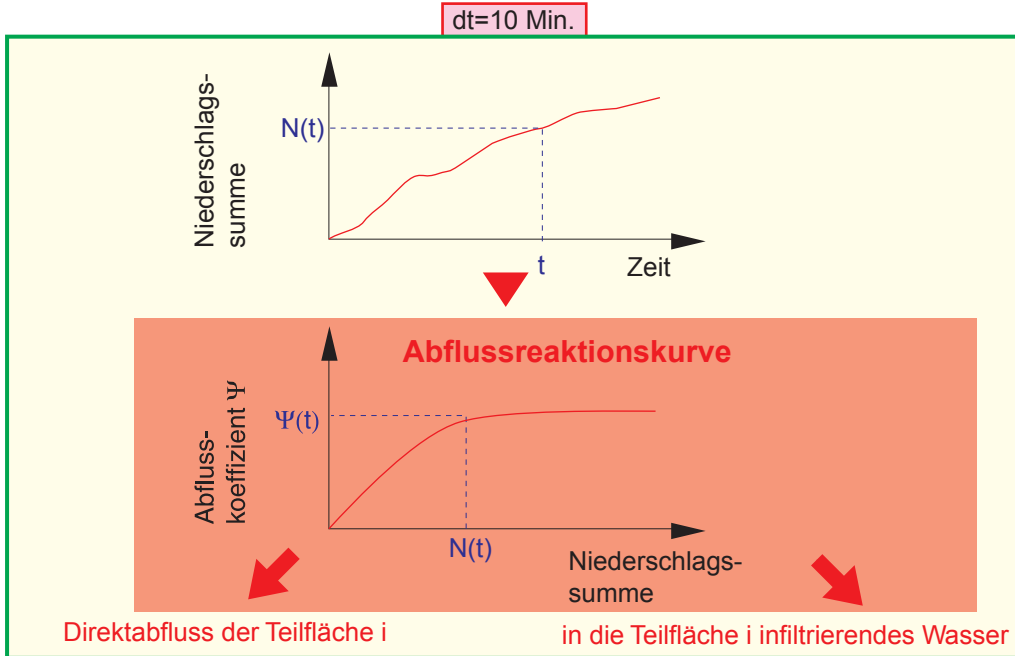 dt=10 Min.
Niederschlags-
summe
N(t)
t
Zeit
Abflussreaktionskurve
Abfluss-
koeffizient Ψ
Ψ(t)
N(t)
Niederschlags-
summe
Direktabfluss der Teilfläche i
in die Teilfläche i infiltrierendes Wasser